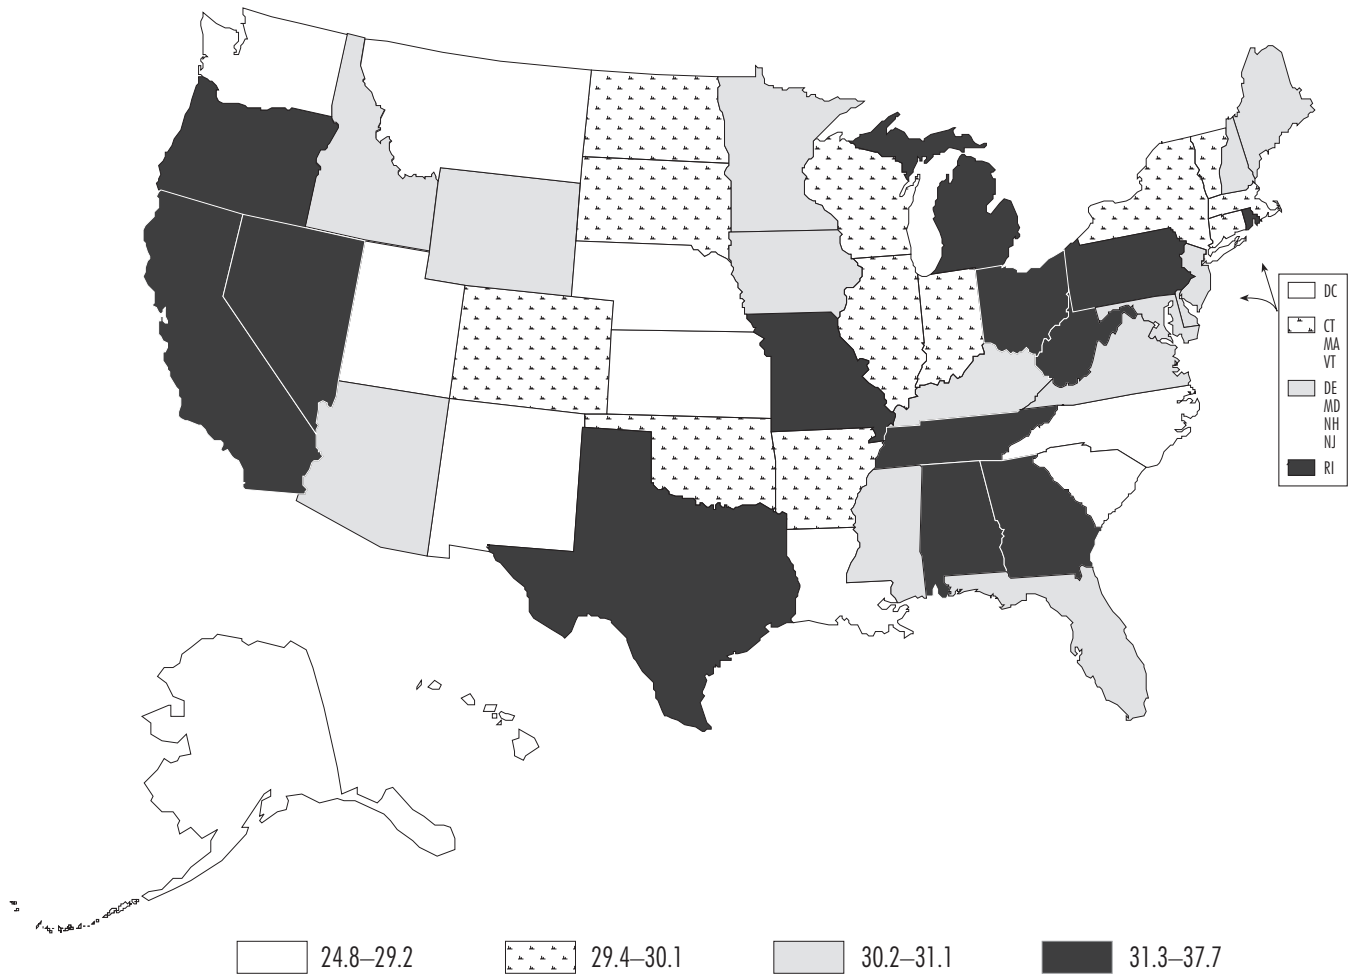 DC
CT
MA
VT
DE
MD
NH
NJ
RI
24.8–29.2
29.4–30.1
30.2–31.1
31.3–37.7